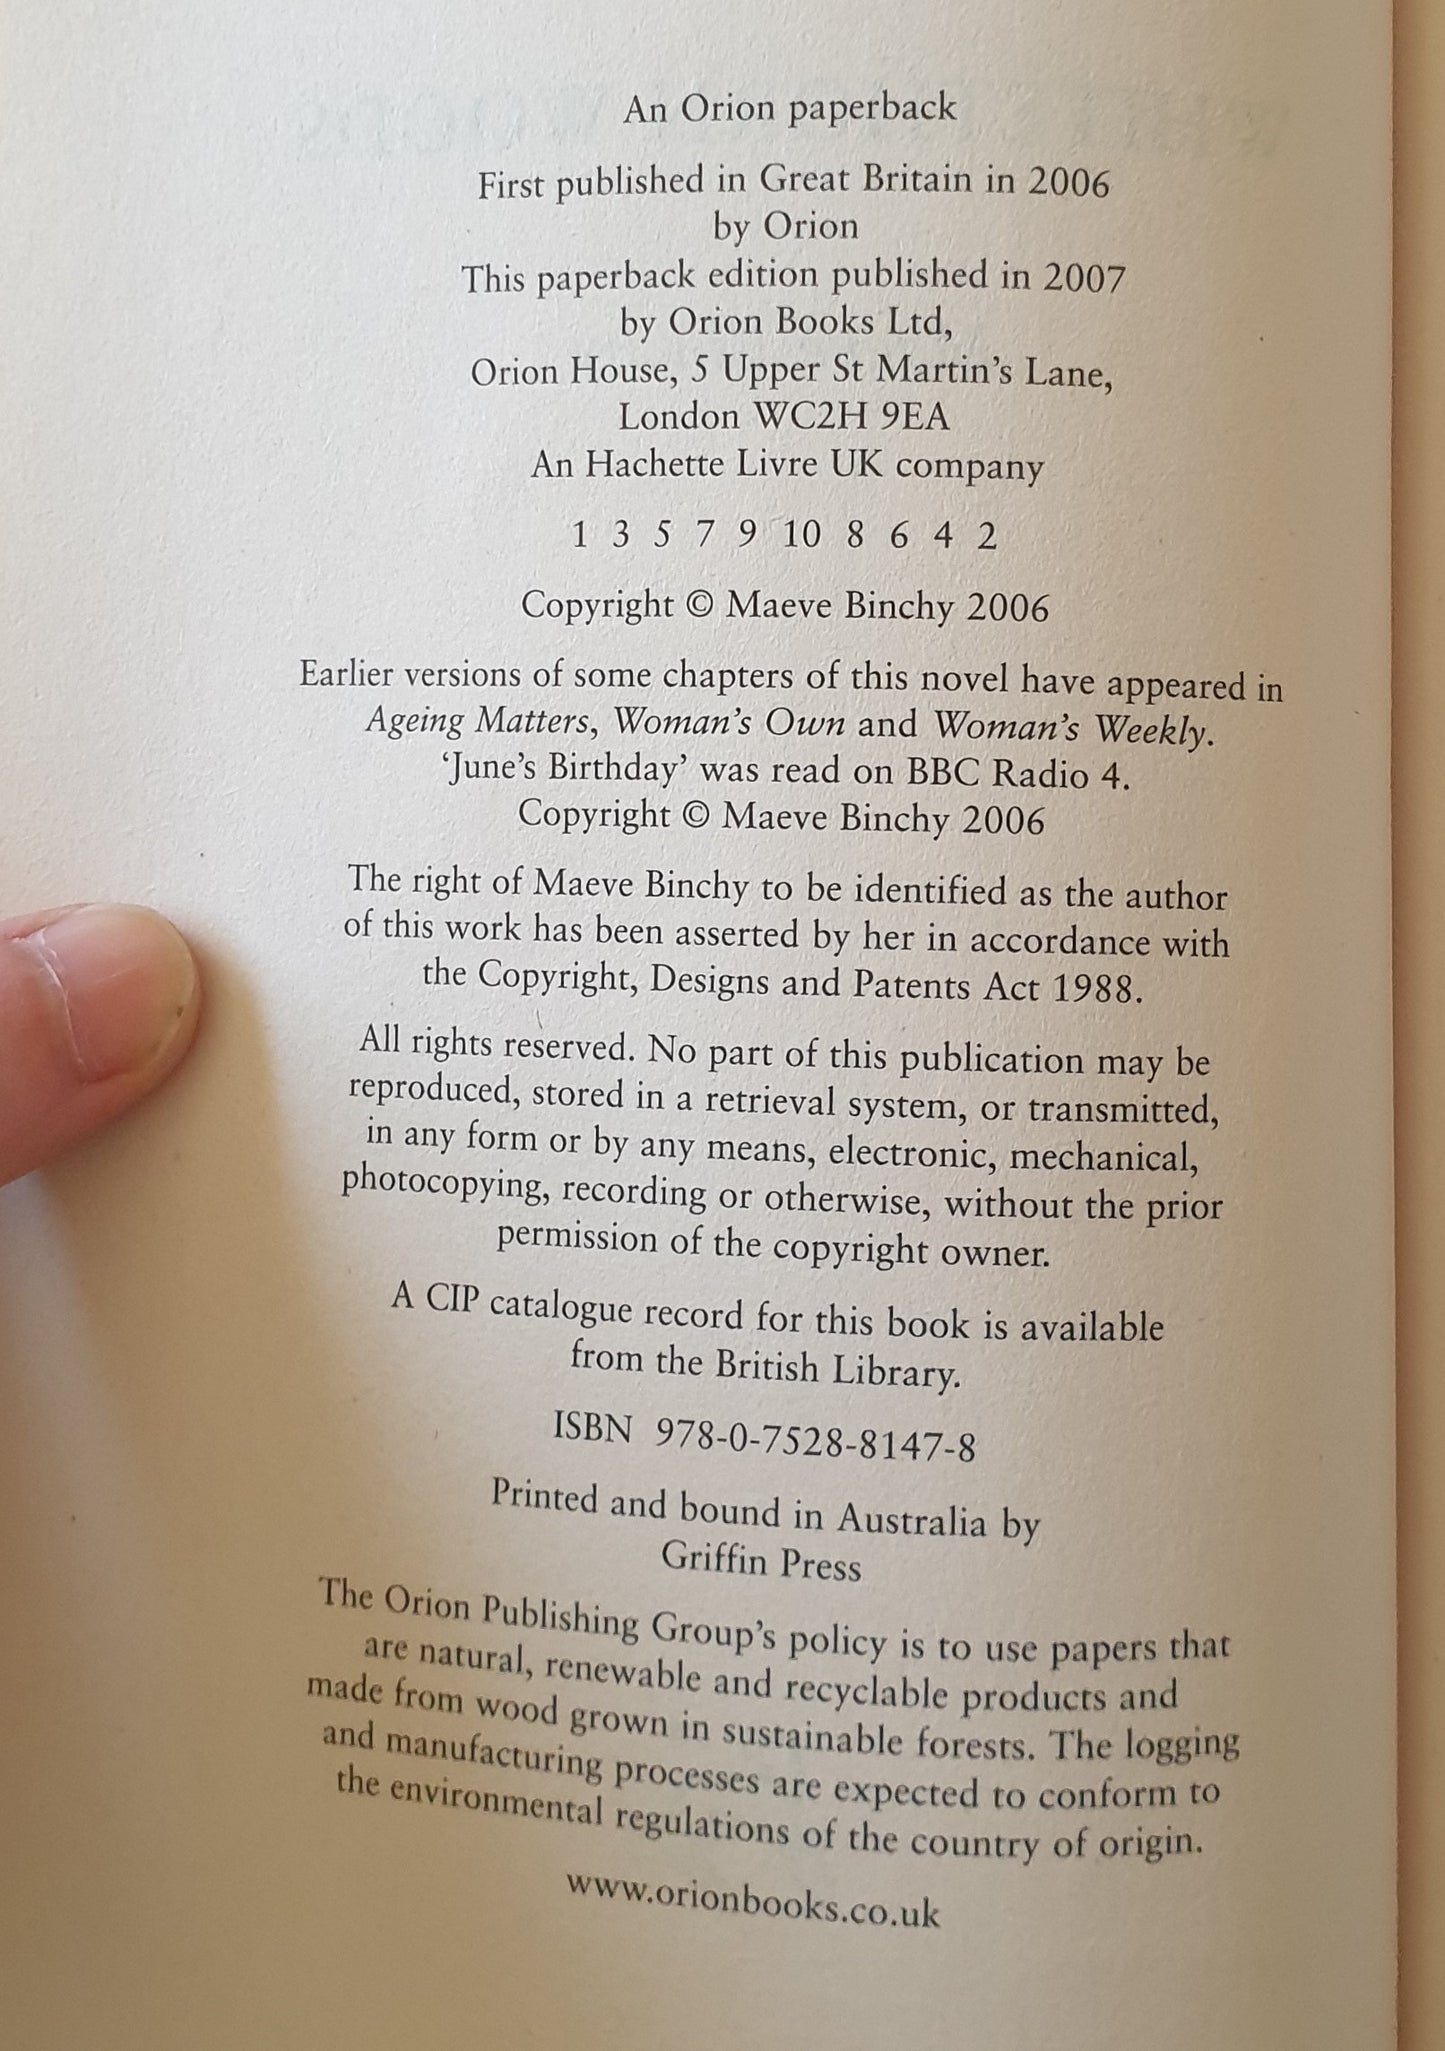 An Orion paperback
First published in Great Britain in 2006
by Orion
This paperback edition published in 2007
by Orion Books Ltd,
Orion House, 5 Upper St Martin's Lane,
London WC2H 9EA
An Hachette Livre UK company
1 3 5 7 9 10 8 6 4 2
Copyright © Maeve Binchy 2006
Earlier versions of some chapters of this novel have appeared in
Ageing Matters, Woman's Own and Woman's Weekly.
‘June's Birthday’ was read on BBC Radio 4.
Copyright © Maeve Binchy 2006
The right of Maeve Binchy to be identified as the author
of this work has been asserted by her in accordance with
the Copyright, Designs and Patents Act 1988.
All rights reserved. No part of this publication may be
reproduced, stored in a retrieval system, or transmitted,
in any form or by any means, electronic, mechanical,
photocopying, recording or otherwise, without the prior
permission of the copyright owner.
A CIP catalogue record for this book is available
from the British Library.
ISBN 978-0-7528-8147-8
Printed and bound in Australia by
Griffin Press
The Orion Publishing Group's policy is to use papers that
are natural, renewable and recyclable products and
made from wood grown in sustainable forests. The logging
and manufacturing processes are expected to conform to
the environmental regulations of the country of origin.
www.orionbooks.co.uk